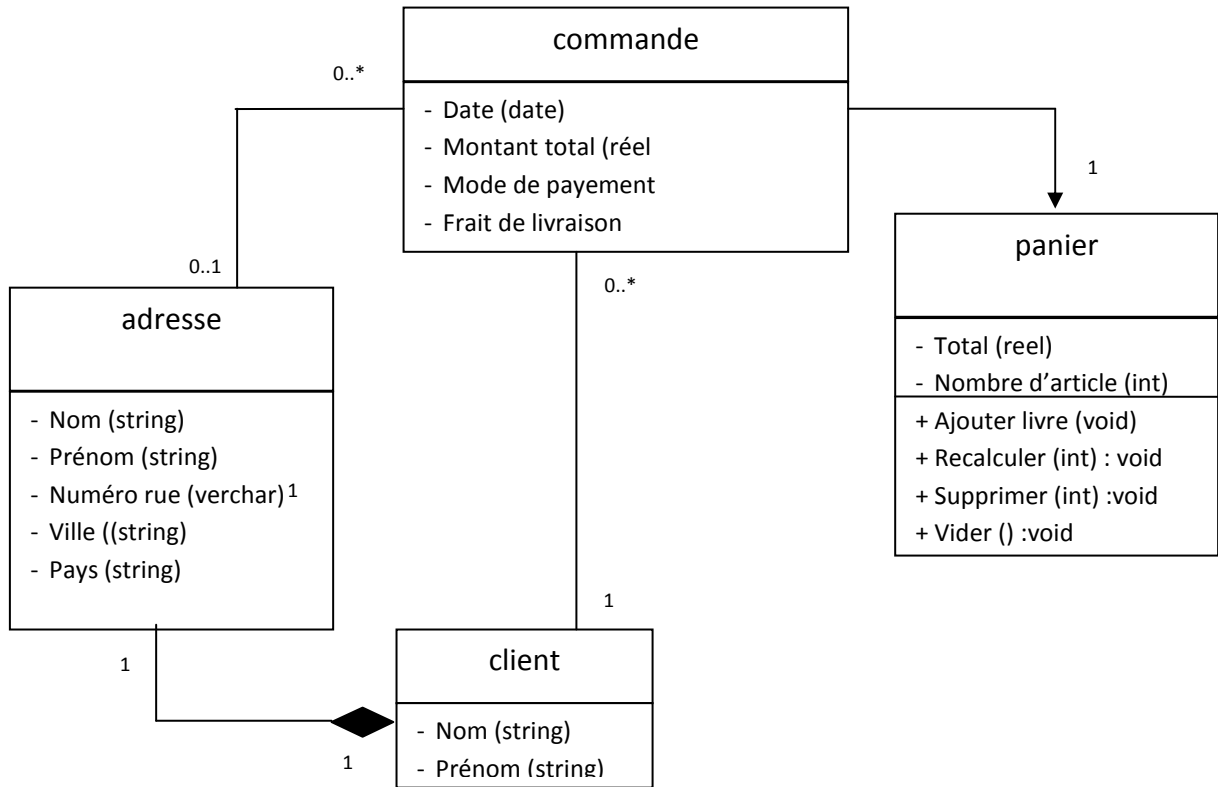 commande
0..*
- Date (date)
- Montant total (réel
- Mode de payement
- Frait de livraison
1
panier
0..1
0..*
adresse
- Total (reel)
- Nombre d’article (int)
+ Ajouter livre (void)
+ Recalculer (int) : void
+ Supprimer (int) :void
+ Vider () :void
- Nom (string)
- Prénom (string)
- Numéro rue (verchar) 1
- Ville ((string)
- Pays (string)
1
1
client
- Nom (string)
- Prénom (string)
1